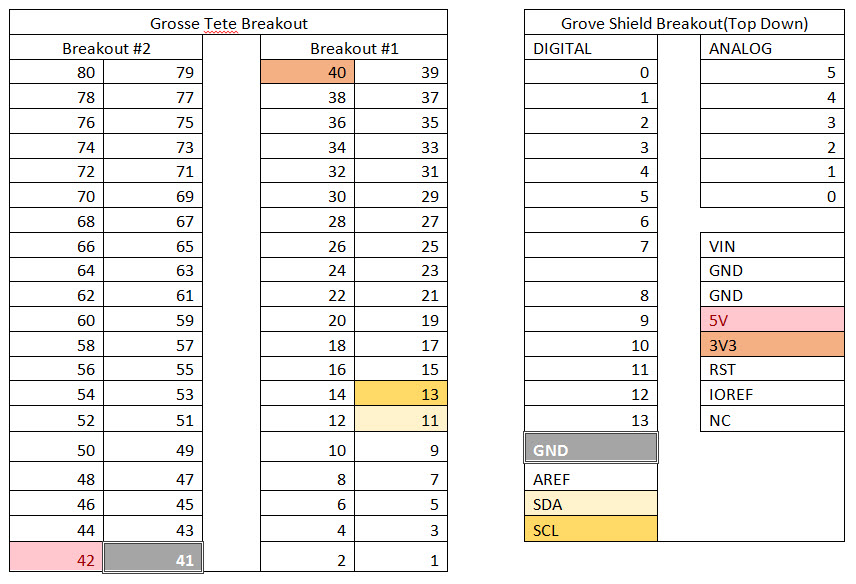 Grosse Tete Breakout Grove Shield Breakout(Top Down)
Breakout #2 Breakout #1 DIGITAL ANALOG
80 79 40 39 0 5
78 77 38 37 1 4
76 75 36 35 2 3
74 73 34 33 3 2
72 71 32 31 4 1
70 69 30 29 5 0
68 67 28 27 6
66 65 26 25 7 VIN
64 63 24 23 GND
62 61 22 21 8 GND
60 59 20 19 9 5V
58 57 18 17 10 3V3
56 55 16 15 11 RST
54 53 14 13 12 IOREF
52 51 12 11 13 NC
50 49 10 9 GND
48 47 8 7 AREF
46 45 6 5 SDA
44 43 4 3 SCL
42 41 2 1